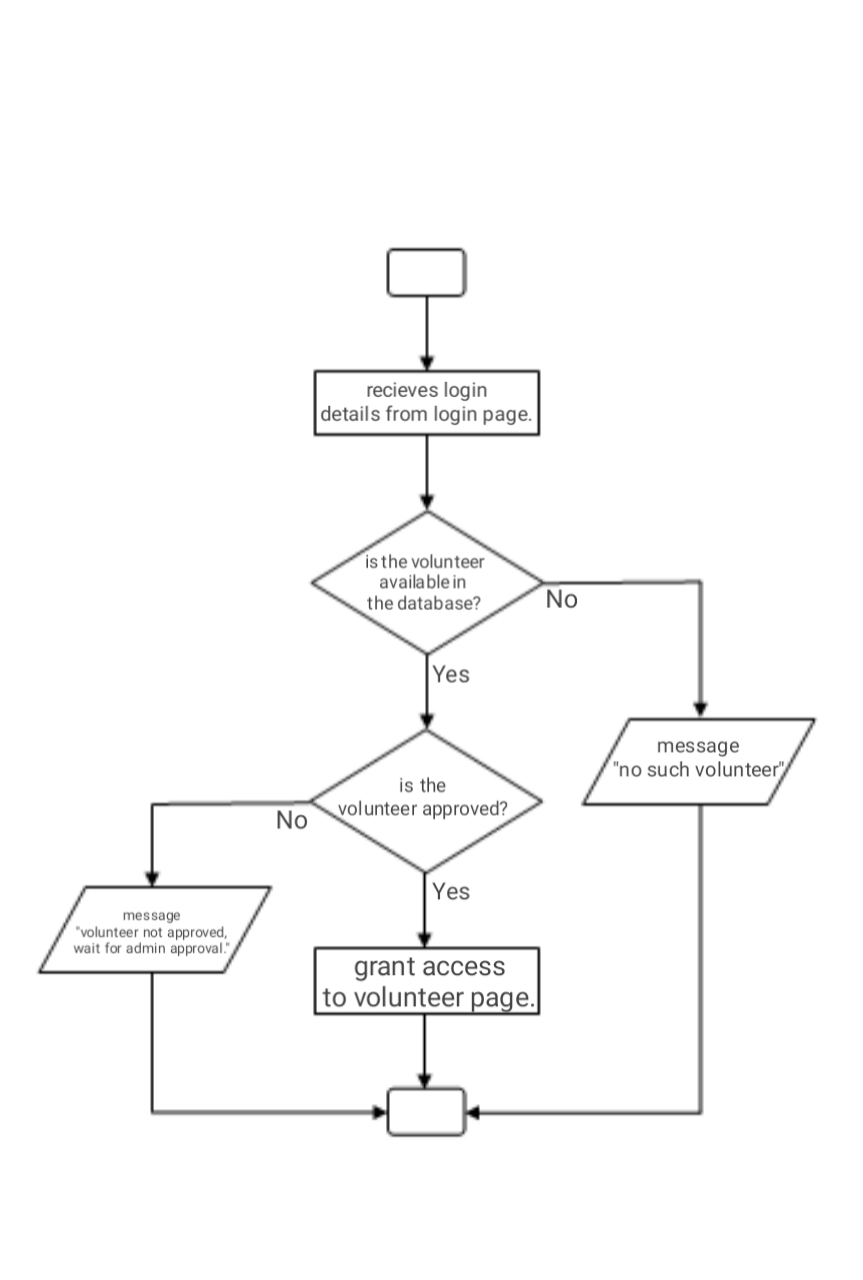 recieves login
details from login page.
is the volunteer
available in
the database?
No
Yes
message
"no such volunteer"
is the
volunteer approved?
No
Yes
message
"volunteer not approved,
wait for admin approval."
grant access
to volunteer page.